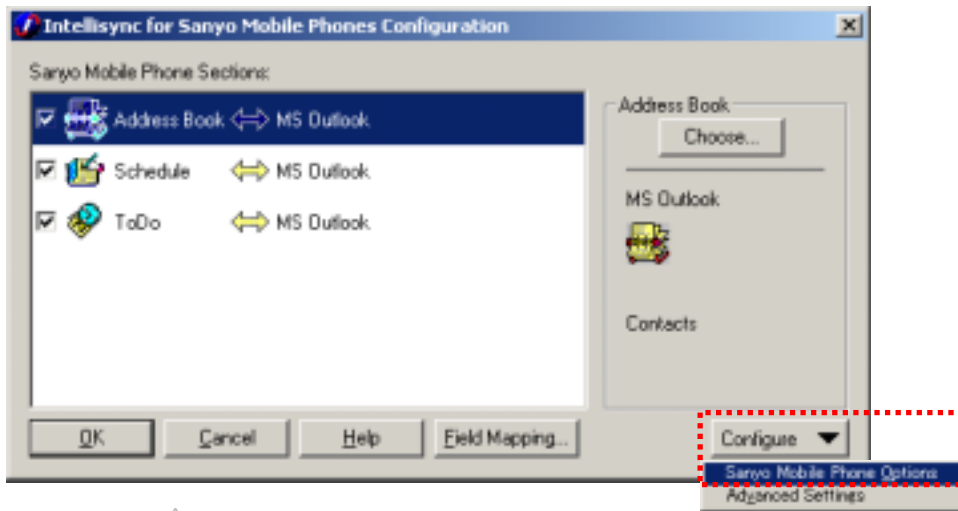 Intellisync for Sanyo Mobile Phones Configuration
Sanyo Mobile Phone Sections:
Address Book MS Outlook
Schedule MS Outlook
ToDo MS Outlook
Address Book
Choose...
MS Outlook
Contacts
OK Cancel Help Field Mapping... Configure
Sanyo Mobile Phone Options
Advanced Settings